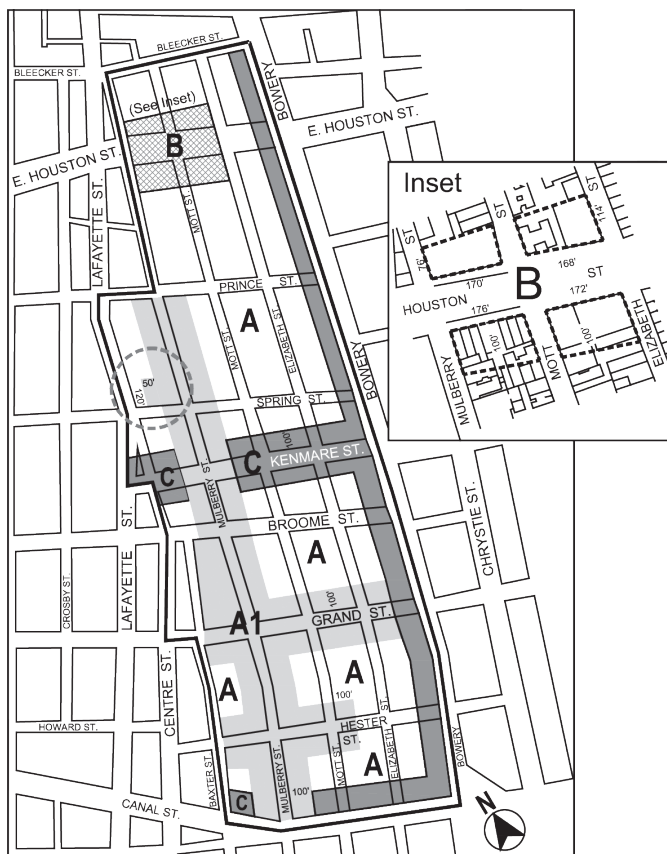 BLEECKER ST.
BLEECKER ST.
BOWERY
(See Inset)
E. HOUSTON ST.
B
E. HOUSTON ST.
LAFAYETTE ST.
MOTT ST.
Inset
ST
ST
ST
114'
76'
170'
168'
B
ST
HOUSTON
176'
172'
100'
100'
MULBERRY
MOTT
ELIZABETH
PRINCE ST.
A
MOTT ST.
ELIZABETH ST.
BOWERY
50'
120'
SPRING ST.
100'
C
KENMARE ST.
C
MULBERRY ST.
BROOME ST.
LAFAYETTE ST.
CROSBY ST.
CHRYSTIE ST.
A
100'
A1
GRAND ST.
CENTRE ST.
A
A
100'
HESTER ST.
HOWARD ST.
BAXTER ST.
MULBERRY ST.
MOTT ST.
ELIZABETH ST.
BOWERY
A
C
100'
CANAL ST.
N